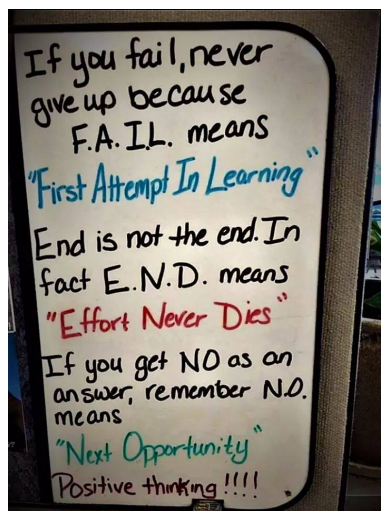 If you fail, never
give up because
F.A.I.L. means
"First Attempt In Learning"
End is not the end. In
fact E.N.D. means
"Effort Never Dies"
If you get NO as an
answer, remember N.O.
means
"Next Opportunity"
Positive thinking!!!!